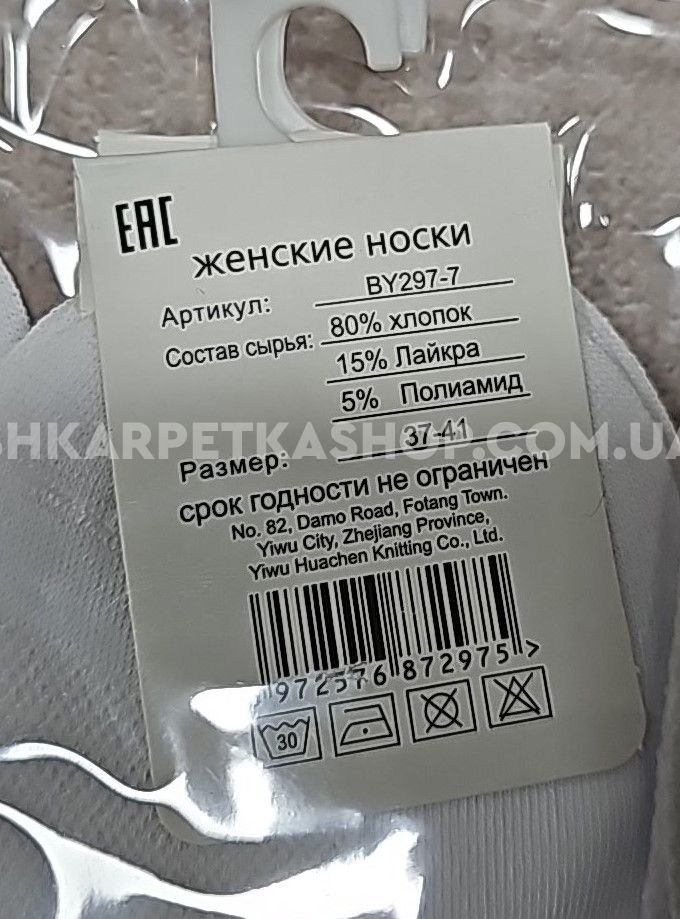 EAC
женские носки
Артикул: BY297-7
Состав сырья: 80% хлопок
15% Лайкра
5% Полиамид
SHKARPETKASHOP.COM.UA
Размер: 37-41
срок годности не ограничен
No. 82, Damo Road, Fotang Town.
Yiwu City, Zhejiang Province,
Yiwu Huachen Knitting Co., Ltd.
872975 >
30